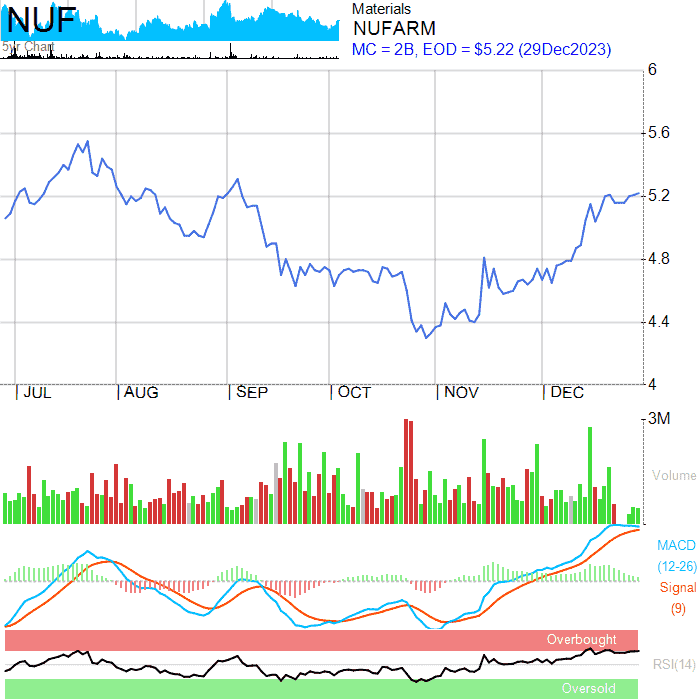 NUF
5yr Chart
Materials
NUFARM
MC = 2B, EOD = $5.22 (29Dec2023)
6
5.6
5.2
4.8
4.4
4
JUL AUG SEP OCT NOV DEC
3M
Volume
MACD
(12-26)
Signal
(9)
Overbought
RSI(14)
Oversold